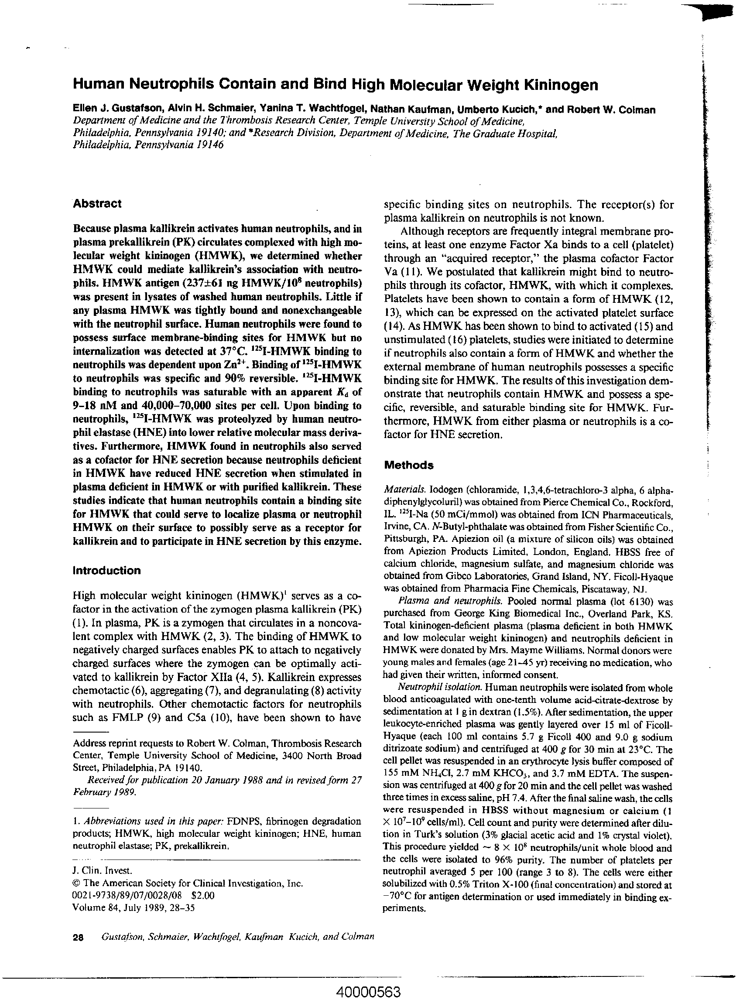 Human Neutrophils Contain and Bind High Molecular Weight Kininogen
Ellen J. Gustafson, Alvin H. Schmaier, Yanina T. Wachtfogel, Nathan Kaufman, Umberto Kucich,* and Robert W. Colman
Department of Medicine and the Thrombosis Research Center, Temple University School of Medicine,
Philadelphia, Pennsylvania 19140; and *Research Division, Department of Medicine, The Graduate Hospital,
Philadelphia, Pennsylvania 19146
Abstract
Because plasma kallikrein activates human neutrophils, and in
plasma prekallikrein (PK) circulates complexed with high mo-
lecular weight kininogen (HMWK), we determined whether
HMWK could mediate kallikrein's association with neutro-
phils. HMWK antigen (237±61 ng HMWK/10⁸ neutrophils)
was present in lysates of washed human neutrophils. Little if
any plasma HMWK was tightly bound and nonexchangeable
with the neutrophil surface. Human neutrophils were found to
possess surface membrane-binding sites for HMWK but no
internalization was detected at 37°C. ¹²⁵I-HMWK binding to
neutrophils was dependent upon Zn²⁺. Binding of ¹²⁵I-HMWK
to neutrophils was specific and 90% reversible. ¹²⁵I-HMWK
binding to neutrophils was saturable with an apparent Kd of
9–18 nM and 40,000–70,000 sites per cell. Upon binding to
neutrophils, ¹²⁵I-HMWK was proteolyzed by human neutro-
phil elastase (HNE) into lower relative molecular mass deriva-
tives. Furthermore, HMWK found in neutrophils also served
as a cofactor for HNE secretion because neutrophils deficient
in HMWK have reduced HNE secretion when stimulated in
plasma deficient in HMWK or with purified kallikrein. These
studies indicate that human neutrophils contain a binding site
for HMWK that could serve to localize plasma or neutrophil
HMWK on their surface to possibly serve as a receptor for
kallikrein and to participate in HNE secretion by this enzyme.
Introduction
High molecular weight kininogen (HMWK)¹ serves as a co-
factor in the activation of the zymogen plasma kallikrein (PK)
(1). In plasma, PK is a zymogen that circulates in a noncova-
lent complex with HMWK (2, 3). The binding of HMWK to
negatively charged surfaces enables PK to attach to negatively
charged surfaces where the zymogen can be optimally acti-
vated to kallikrein by Factor XIIa (4, 5). Kallikrein expresses
chemotactic (6), aggregating (7), and degranulating (8) activity
with neutrophils. Other chemotactic factors for neutrophils
such as FMLP (9) and C5a (10), have been shown to have
Address reprint requests to Robert W. Colman, Thrombosis Research
Center, Temple University School of Medicine, 3400 North Broad
Street, Philadelphia, PA 19140.
Received for publication 20 January 1988 and in revised form 27
February 1989.
1. Abbreviations used in this paper: FDNPS, fibrinogen degradation
products; HMWK, high molecular weight kininogen; HNE, human
neutrophil elastase; PK, prekallikrein.
J. Clin. Invest.
© The American Society for Clinical Investigation, Inc.
0021-9738/89/07/0028/08 $2.00
Volume 84, July 1989, 28–35
specific binding sites on neutrophils. The receptor(s) for
plasma kallikrein on neutrophils is not known.
Although receptors are frequently integral membrane pro-
teins, at least one enzyme Factor Xa binds to a cell (platelet)
through an "acquired receptor," the plasma cofactor Factor
Va (11). We postulated that kallikrein might bind to neutro-
phils through its cofactor, HMWK, with which it complexes.
Platelets have been shown to contain a form of HMWK (12,
13), which can be expressed on the activated platelet surface
(14). As HMWK has been shown to bind to activated (15) and
unstimulated (16) platelets, studies were initiated to determine
if neutrophils also contain a form of HMWK and whether the
external membrane of human neutrophils possesses a specific
binding site for HMWK. The results of this investigation dem-
onstrate that neutrophils contain HMWK and possess a spe-
cific, reversible, and saturable binding site for HMWK. Fur-
thermore, HMWK from either plasma or neutrophils is a co-
factor for HNE secretion.
Methods
Materials. Iodogen (chloramide, 1,3,4,6-tetrachloro-3 alpha, 6 alpha-
diphenylglycoluril) was obtained from Pierce Chemical Co., Rockford,
IL. ¹²⁵I-Na (50 mCi/mmol) was obtained from ICN Pharmaceuticals,
Irvine, CA. N-Butyl-phthalate was obtained from Fisher Scientific Co.,
Pittsburgh, PA. Apiezion oil (a mixture of silicon oils) was obtained
from Apiezion Products Limited, London, England. HBSS free of
calcium chloride, magnesium sulfate, and magnesium chloride was
obtained from Gibco Laboratories, Grand Island, NY. Ficoll-Hyaque
was obtained from Pharmacia Fine Chemicals, Piscataway, NJ.
Plasma and neutrophils. Pooled normal plasma (lot 6130) was
purchased from George King Biomedical Inc., Overland Park, KS.
Total kininogen-deficient plasma (plasma deficient in both HMWK
and low molecular weight kininogen) and neutrophils deficient in
HMWK were donated by Mrs. Mayme Williams. Normal donors were
young males and females (age 21–45 yr) receiving no medication, who
had given their written, informed consent.
Neutrophil isolation. Human neutrophils were isolated from whole
blood anticoagulated with one-tenth volume acid-citrate-dextrose by
sedimentation at 1 g in dextran (1.5%). After sedimentation, the upper
leukocyte-enriched plasma was gently layered over 15 ml of Ficoll-
Hyaque (each 100 ml contains 5.7 g Ficoll 400 and 9.0 g sodium
ditrizoate sodium) and centrifuged at 400 g for 30 min at 23°C. The
cell pellet was resuspended in an erythrocyte lysis buffer composed of
155 mM NH₄Cl, 2.7 mM KHCO₃, and 3.7 mM EDTA. The suspen-
sion was centrifuged at 400 g for 20 min and the cell pellet was washed
three times in excess saline, pH 7.4. After the final saline wash, the cells
were resuspended in HBSS without magnesium or calcium (1
× 10⁷–10⁹ cells/ml). Cell count and purity were determined after dilu-
tion in Turk's solution (3% glacial acetic acid and 1% crystal violet).
This procedure yielded ~ 8 × 10⁸ neutrophils/unit whole blood and
the cells were isolated to 96% purity. The number of platelets per
neutrophil averaged 5 per 100 (range 3 to 8). The cells were either
solubilized with 0.5% Triton X-100 (final concentration) and stored at
−70°C for antigen determination or used immediately in binding ex-
periments.
28 Gustafson, Schmaier, Wachtfogel, Kaufman Kucich, and Colman
40000563